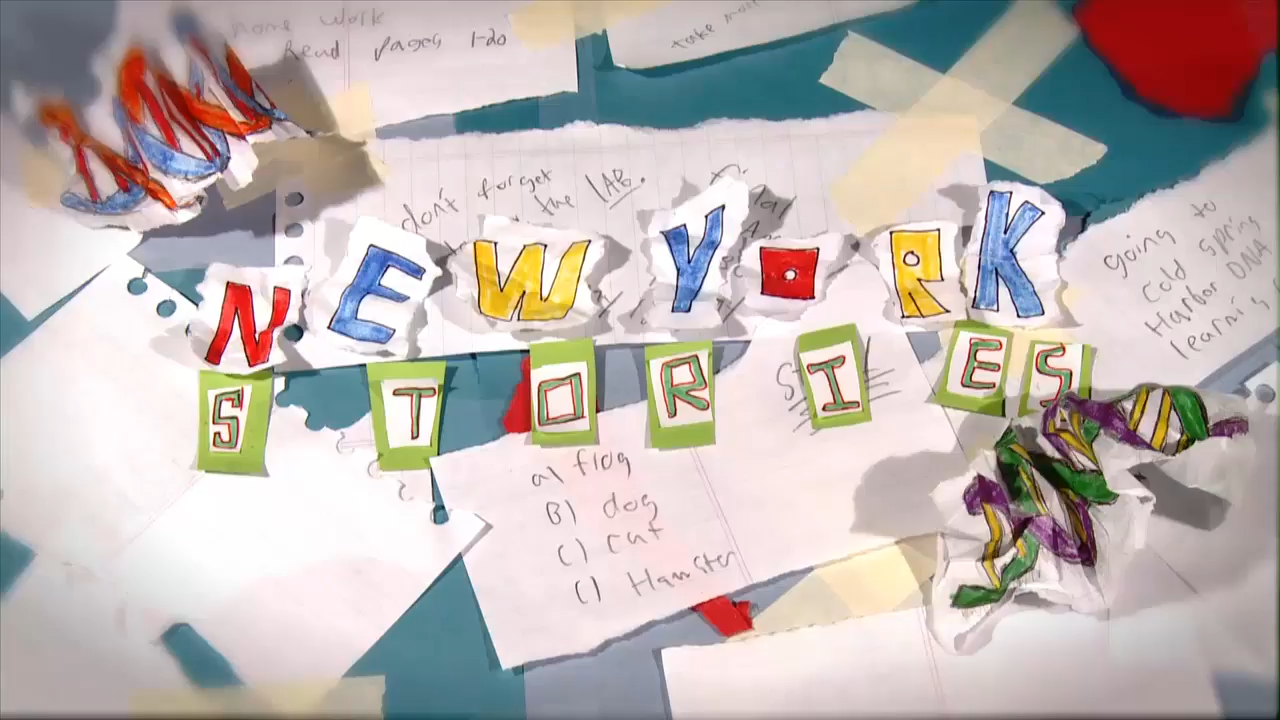 home work
Read pages 1-20
take more
don't forget
the LAB.
going to
Cold Spring
Harbor DNA
NEW YORK
STORIES
a) frog
B) dog
C) cat
C) Hamster